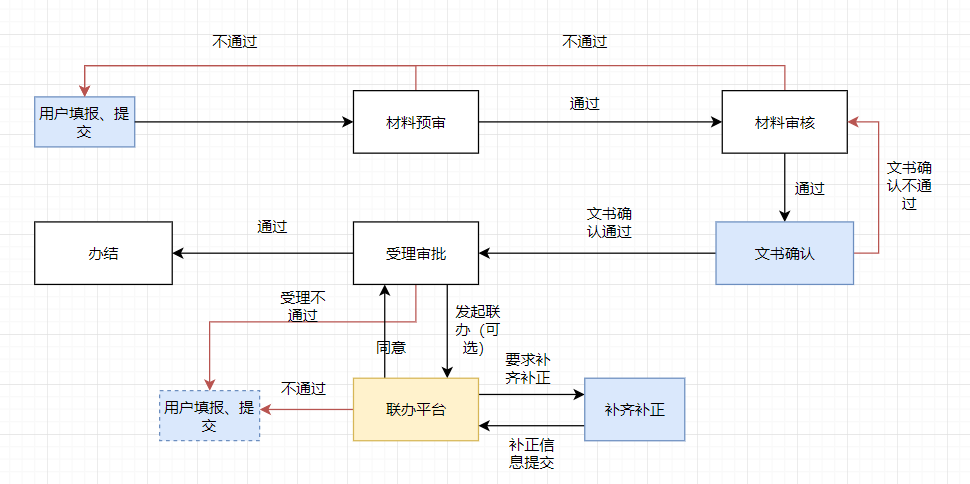 不通过
不通过
用户填报、提
交
材料预审
通过
材料审核
通过
文书确
认不通
过
办结
通过
受理审批
文书确
认通过
文书确认
受理不
通过
同意
发起联
办（可
选）
要求补
齐补正
不通过
用户填报、提
交
联办平台
补齐补正
补正信
息提交